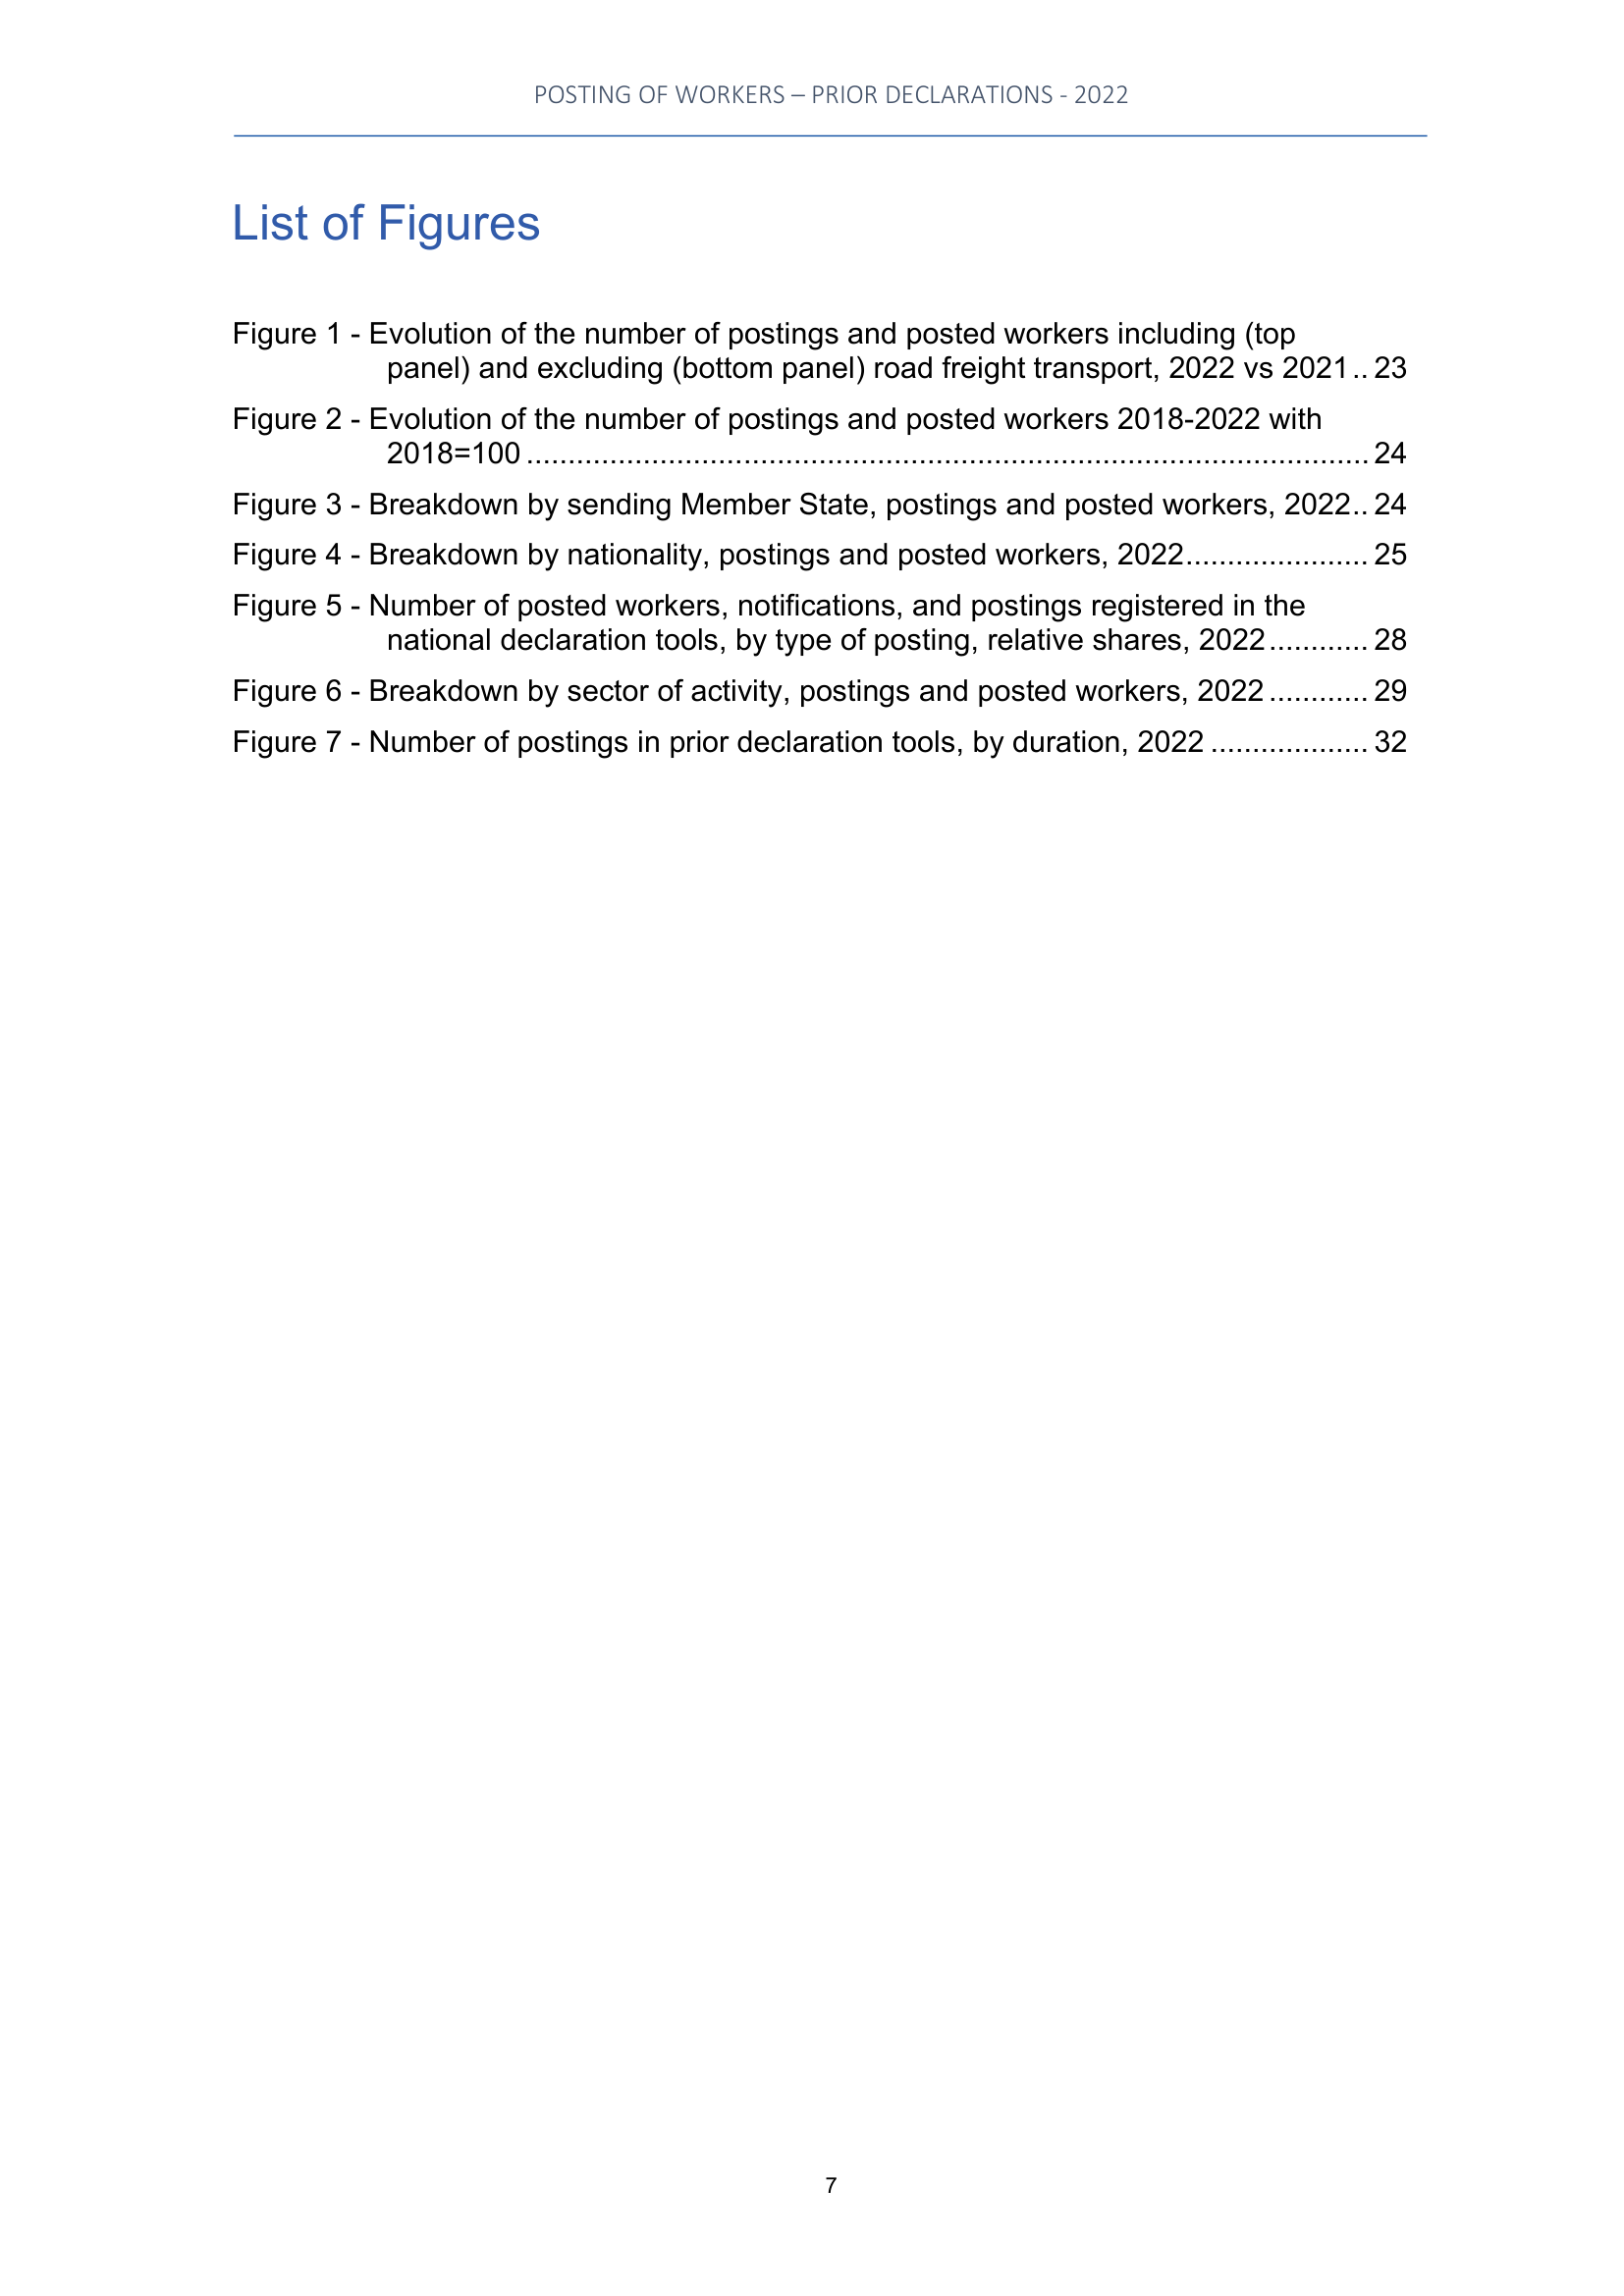 POSTING OF WORKERS – PRIOR DECLARATIONS - 2022
List of Figures
Figure 1 - Evolution of the number of postings and posted workers including (top
panel) and excluding (bottom panel) road freight transport, 2022 vs 2021.. 23
Figure 2 - Evolution of the number of postings and posted workers 2018-2022 with
2018=100 ..................................................................................................... 24
Figure 3 - Breakdown by sending Member State, postings and posted workers, 2022.. 24
Figure 4 - Breakdown by nationality, postings and posted workers, 2022...................... 25
Figure 5 - Number of posted workers, notifications, and postings registered in the
national declaration tools, by type of posting, relative shares, 2022............ 28
Figure 6 - Breakdown by sector of activity, postings and posted workers, 2022............ 29
Figure 7 - Number of postings in prior declaration tools, by duration, 2022 ................... 32
7